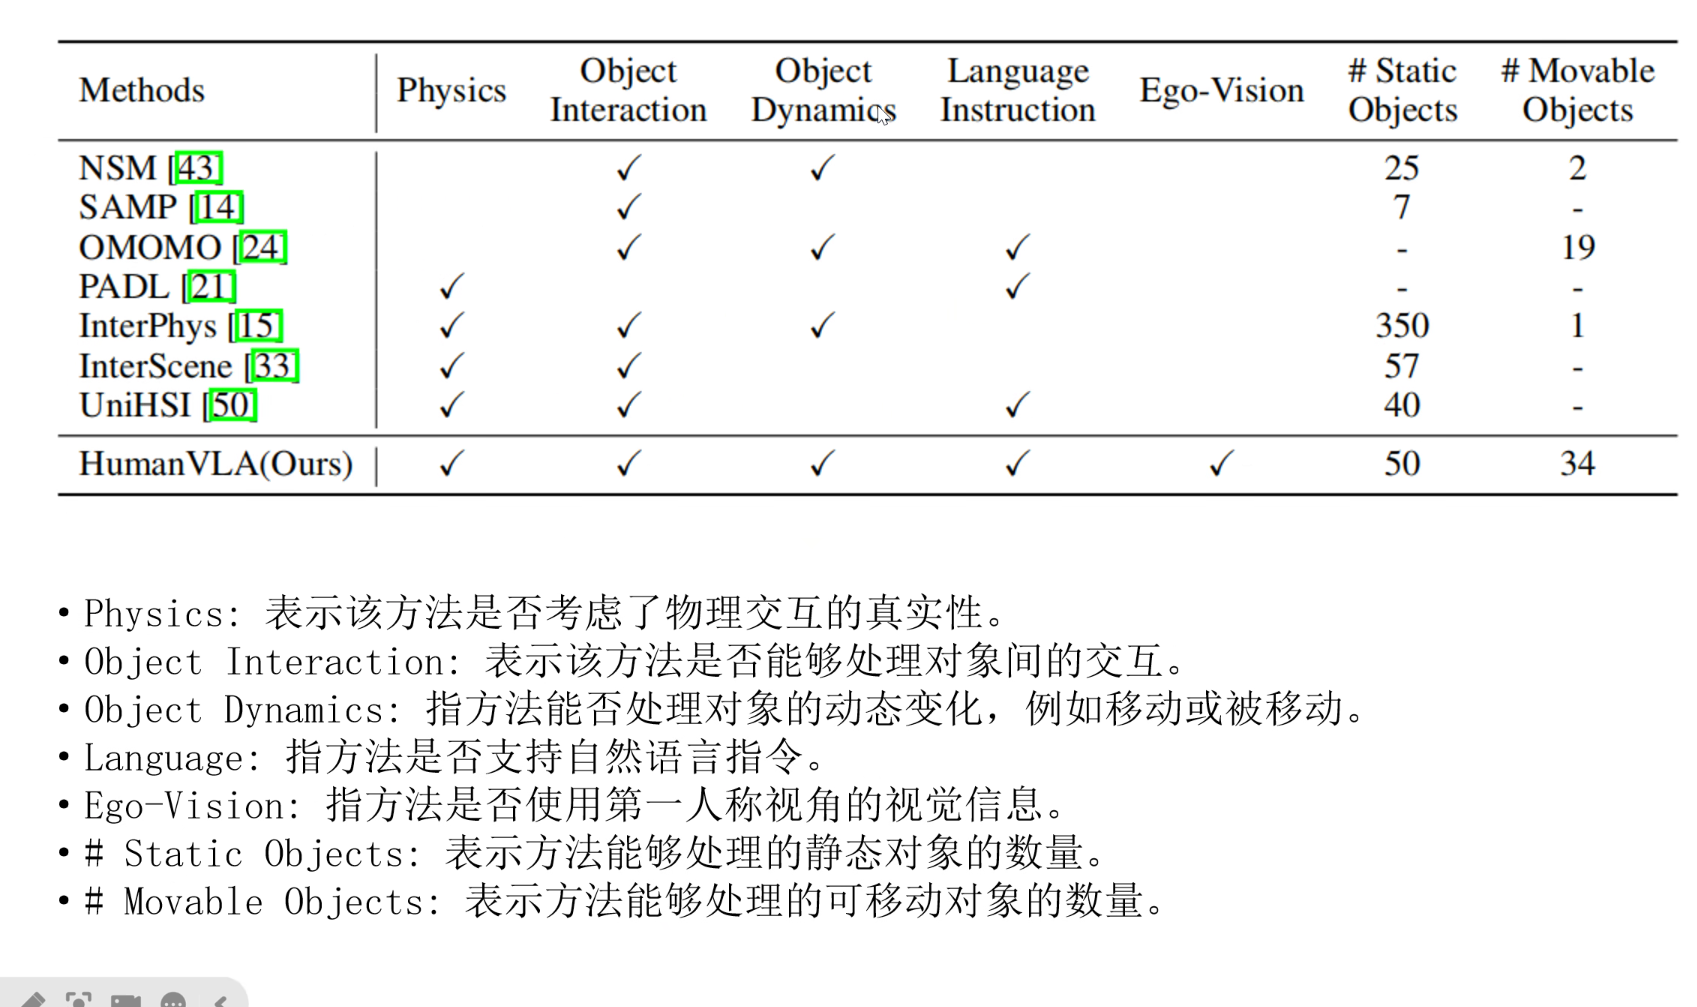 Methods Physics Object Interaction Object Dynamics Language Instruction Ego-Vision # Static Objects # Movable Objects
NSM [43] ✓ ✓ 25 2
SAMP [14] ✓ 7 -
OMOMO [24] ✓ ✓ ✓ - 19
PADL [21] ✓ ✓ - -
InterPhys [15] ✓ ✓ ✓ 350 1
InterScene [33] ✓ ✓ 57 -
UniHSI [50] ✓ ✓ ✓ 40 -
HumanVLA(Ours) ✓ ✓ ✓ ✓ ✓ 50 34
• Physics: 表示该方法是否考虑了物理交互的真实性。
• Object Interaction: 表示该方法是否能够处理对象间的交互。
• Object Dynamics: 指方法能否处理对象的动态变化，例如移动或被移动。
• Language: 指方法是否支持自然语言指令。
• Ego-Vision: 指方法是否使用第一人称视角的视觉信息。
• # Static Objects: 表示方法能够处理的静态对象的数量。
• # Movable Objects: 表示方法能够处理的可移动对象的数量。